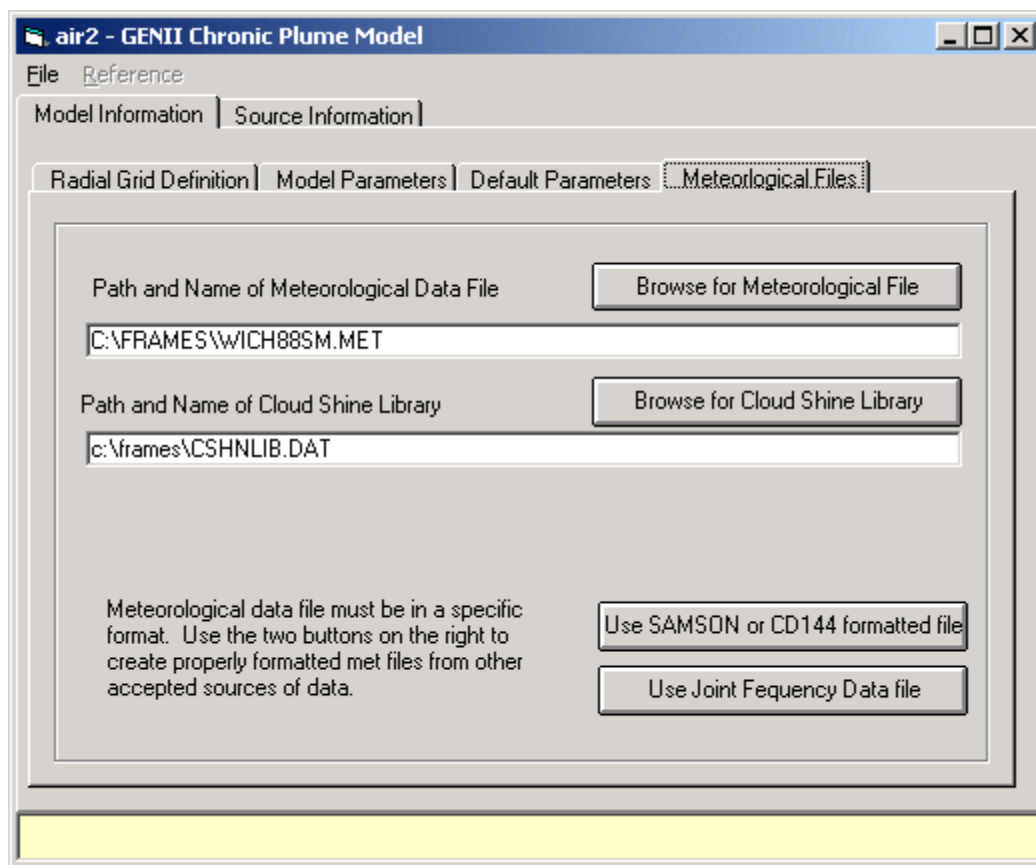 air2 - GENII Chronic Plume Model
File Reference
Model Information Source Information
Radial Grid Definition Model Parameters Default Parameters Meteorlogical Files
Path and Name of Meteorological Data File
Browse for Meteorological File
C:\FRAMES\WICH88SM.MET
Path and Name of Cloud Shine Library
Browse for Cloud Shine Library
c:\frames\CSHNLIB.DAT
Meteorological data file must be in a specific
format. Use the two buttons on the right to
create properly formatted met files from other
accepted sources of data.
Use SAMSON or CD144 formatted file
Use Joint Fequency Data file